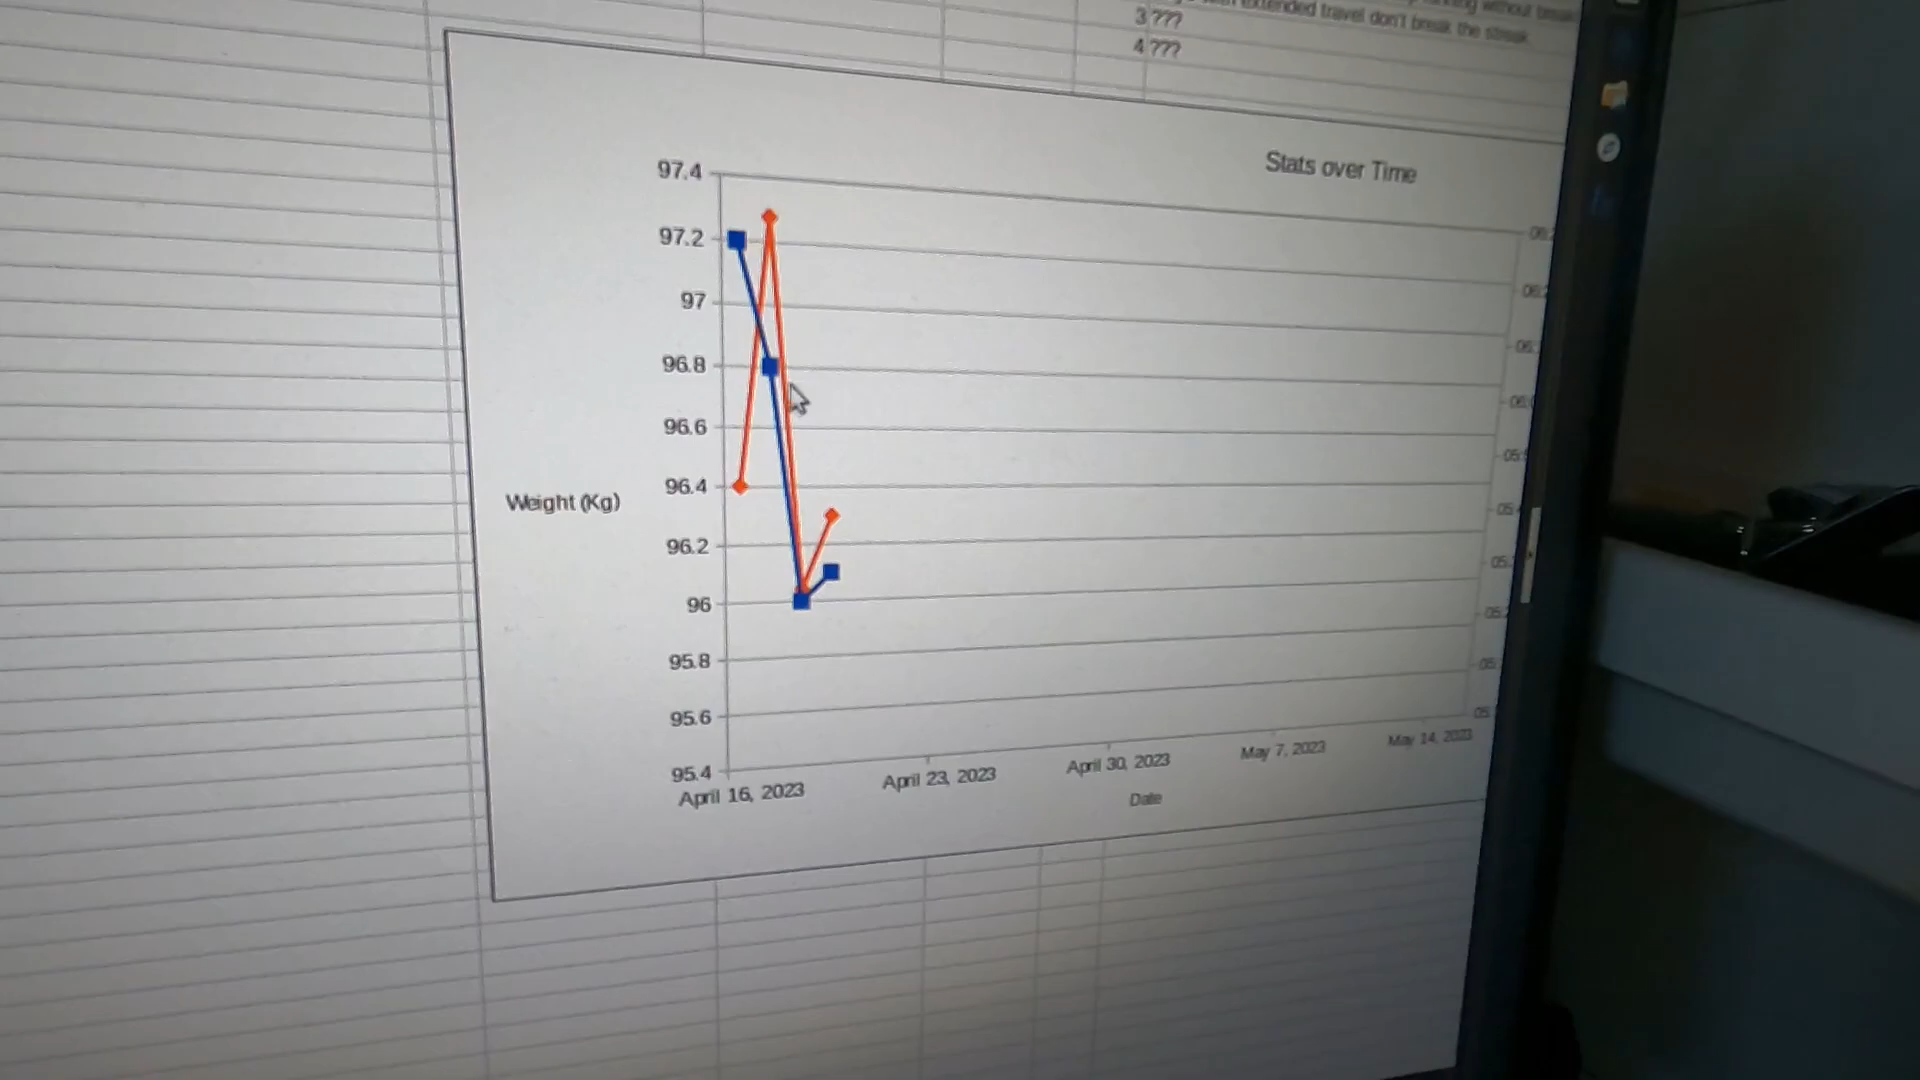 without
3 ???
extended travel don't break the streak.
4 ???
Stats over Time
97.4
97.2
97
96.8
96.6
96.4
Weight (Kg)
96.2
96
95.8
95.6
95.4
April 16, 2023
April 23, 2023
April 30, 2023
May 7, 2023
May 14, 2023
Date